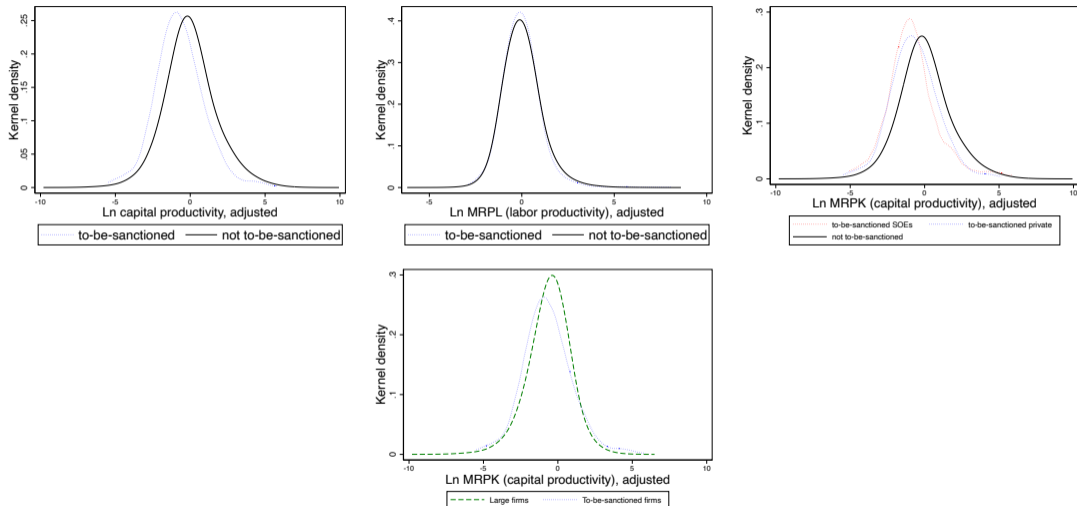 Kernel density
0
.05
.1
.15
.2
.25
-10
-5
0
5
10
Ln capital productivity, adjusted
to-be-sanctioned
not to-be-sanctioned
Kernel density
0
.1
.2
.3
.4
-5
0
5
10
Ln MRPL (labor productivity), adjusted
to-be-sanctioned
not to-be-sanctioned
Kernel density
0
.1
.2
.3
-10
-5
0
5
10
Ln MRPK (capital productivity), adjusted
to-be-sanctioned SOEs
to-be-sanctioned private
not to-be-sanctioned
Kernel density
0
.1
.2
.3
-10
-5
0
5
10
Ln MRPK (capital productivity), adjusted
Large firms
To-be-sanctioned firms